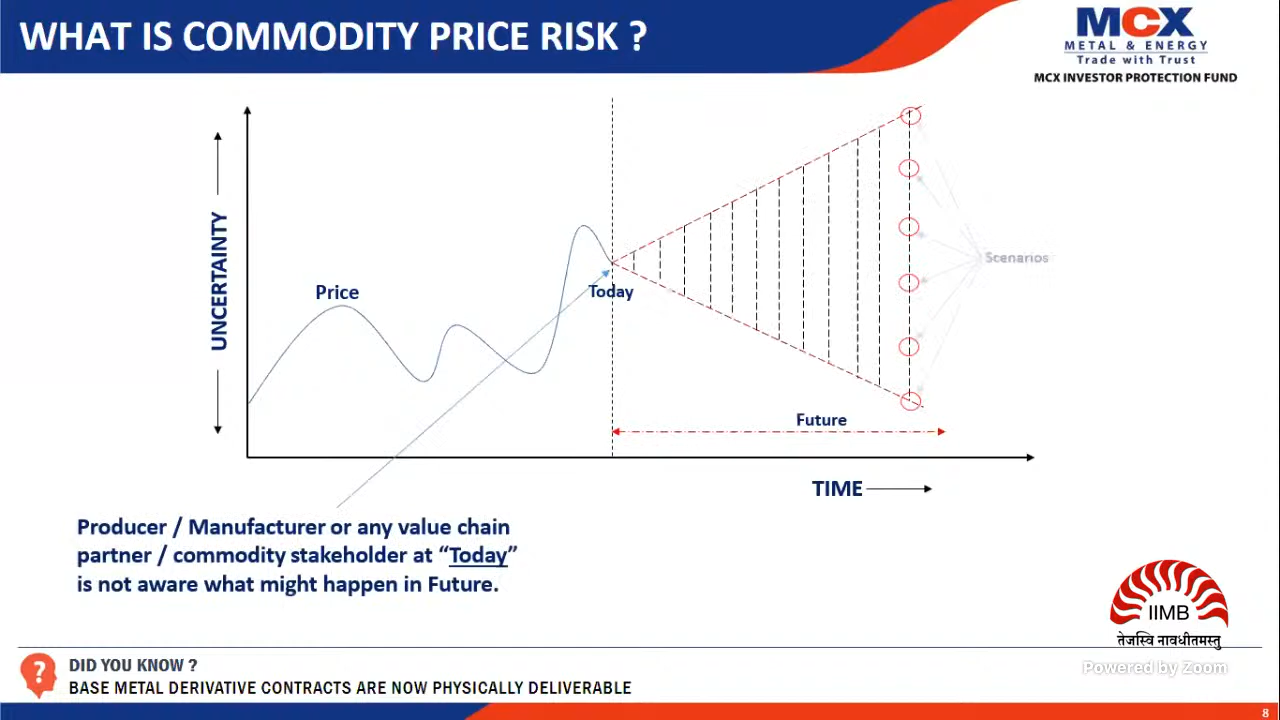 WHAT IS COMMODITY PRICE RISK ?
MCX
METAL & ENERGY
Trade with Trust
MCX INVESTOR PROTECTION FUND
UNCERTAINTY
Price
Today
Scenarios
Future
TIME
Producer / Manufacturer or any value chain
partner / commodity stakeholder at “Today”
is not aware what might happen in Future.
IIMB
तेजस्वि नावधीतमस्तु
Powered by Zoom
?
DID YOU KNOW ?
BASE METAL DERIVATIVE CONTRACTS ARE NOW PHYSICALLY DELIVERABLE
8